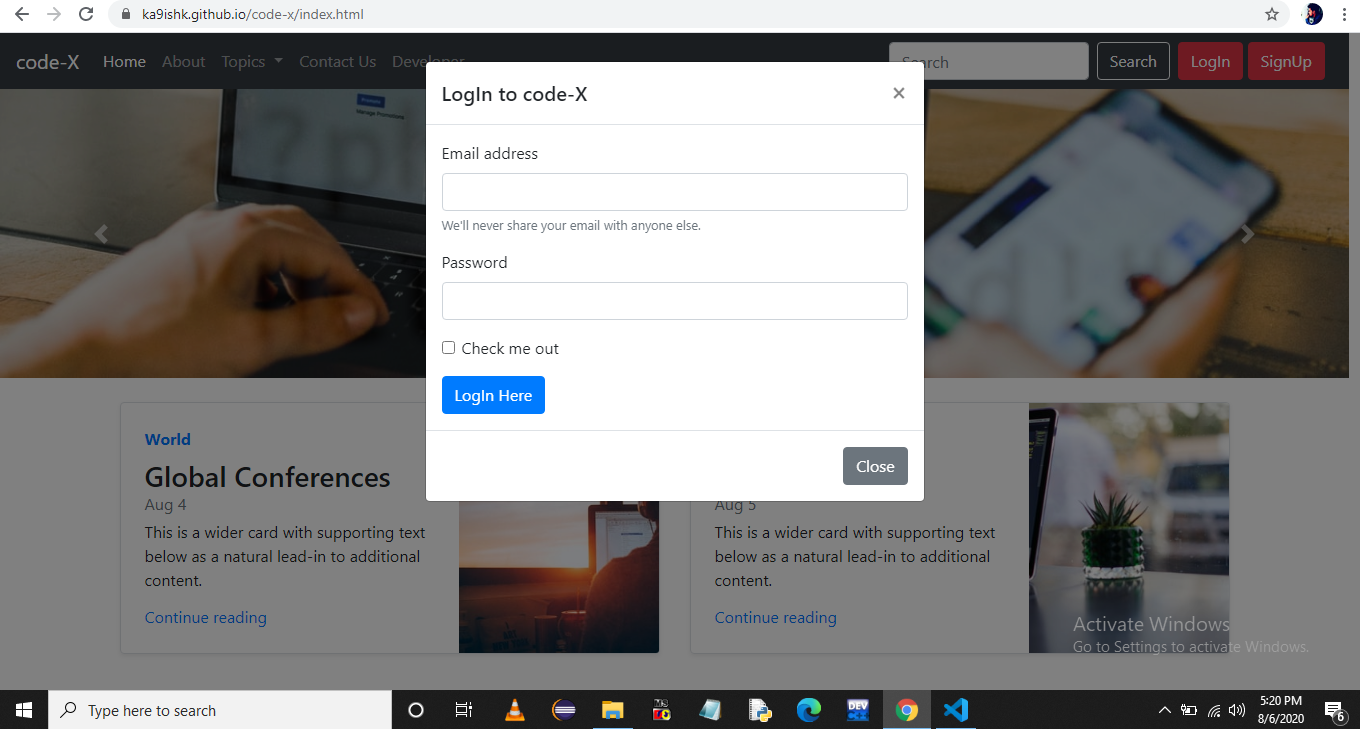 ka9ishk.github.io/code-x/index.html
code-X Home About Topics Contact Us Developer Search Search LogIn SignUp
Manage Promotions
LogIn to code-X ×
Email address
We'll never share your email with anyone else.
Password
Check me out
LogIn Here
Close
World
Global Conferences
Aug 4
This is a wider card with supporting text
below as a natural lead-in to additional
content.
Continue reading
Aug 5
This is a wider card with supporting text
below as a natural lead-in to additional
content.
Continue reading
Activate Windows
Go to Settings to activate Windows.
Type here to search
DEV
5:20 PM
8/6/2020
6